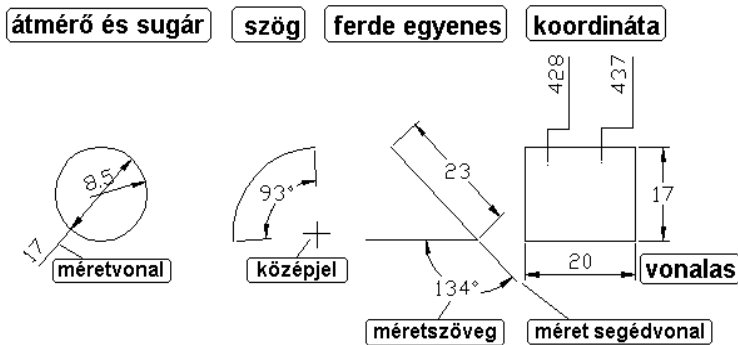 átmérő és sugár
szög
ferde egyenes
koordináta
428
437
8.5
93°
23
17
17
méretvonal
középjel
134°
20
vonalas
méretszöveg
méret segédvonal